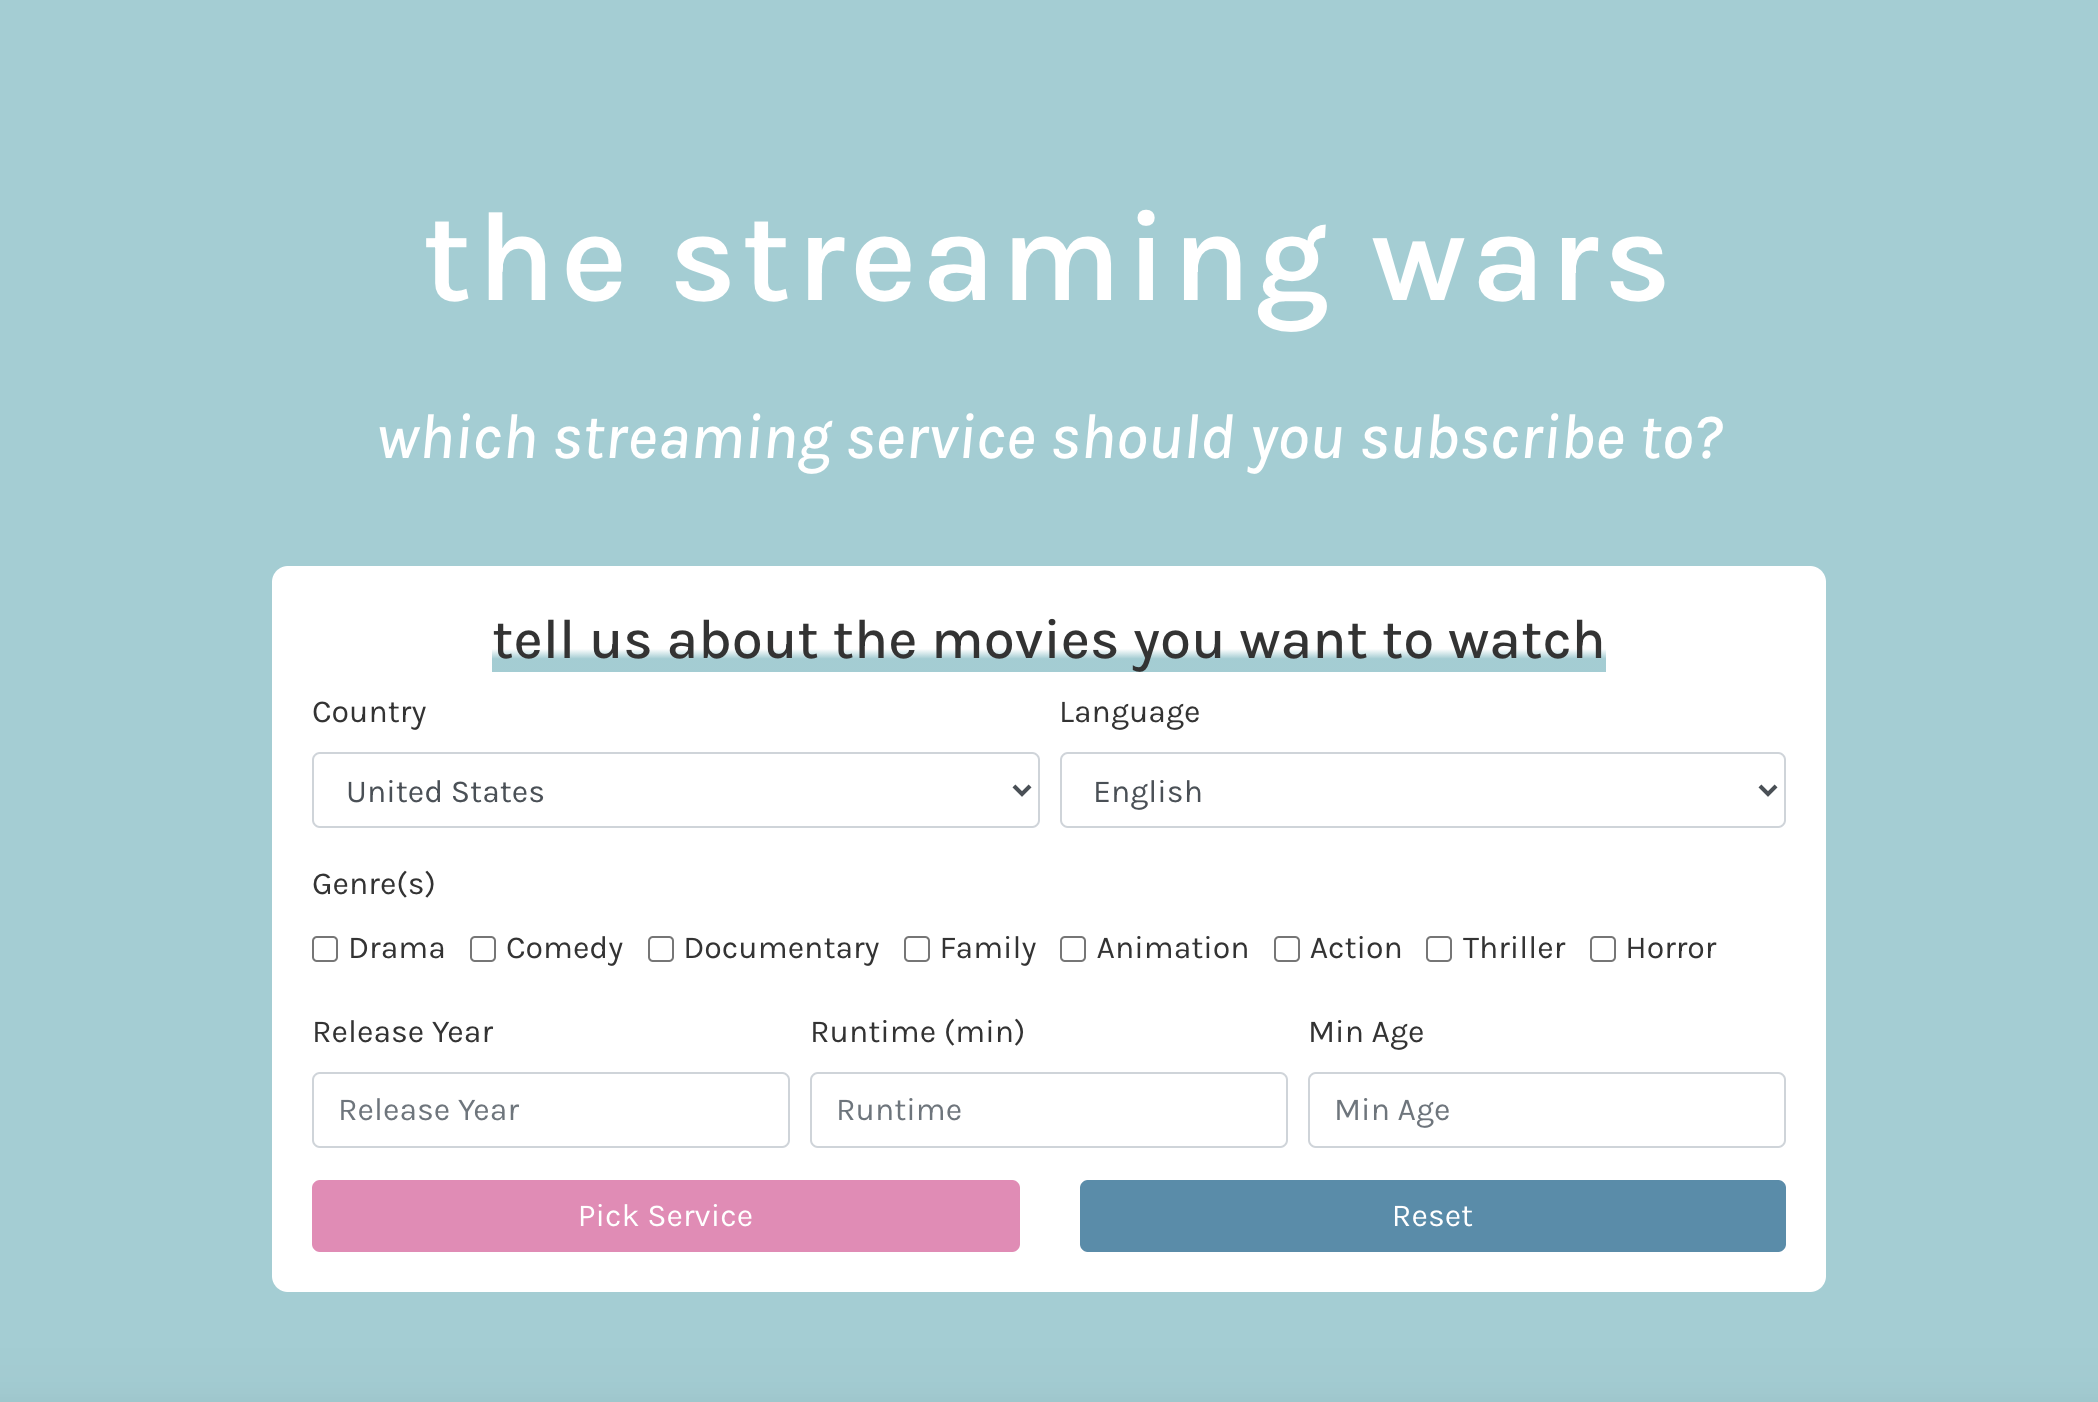 the streaming wars
which streaming service should you subscribe to?
tell us about the movies you want to watch
Country Language
United States English
Genre(s)
Drama Comedy Documentary Family Animation Action Thriller Horror
Release Year Runtime (min) Min Age
Release Year Runtime Min Age
Pick Service Reset